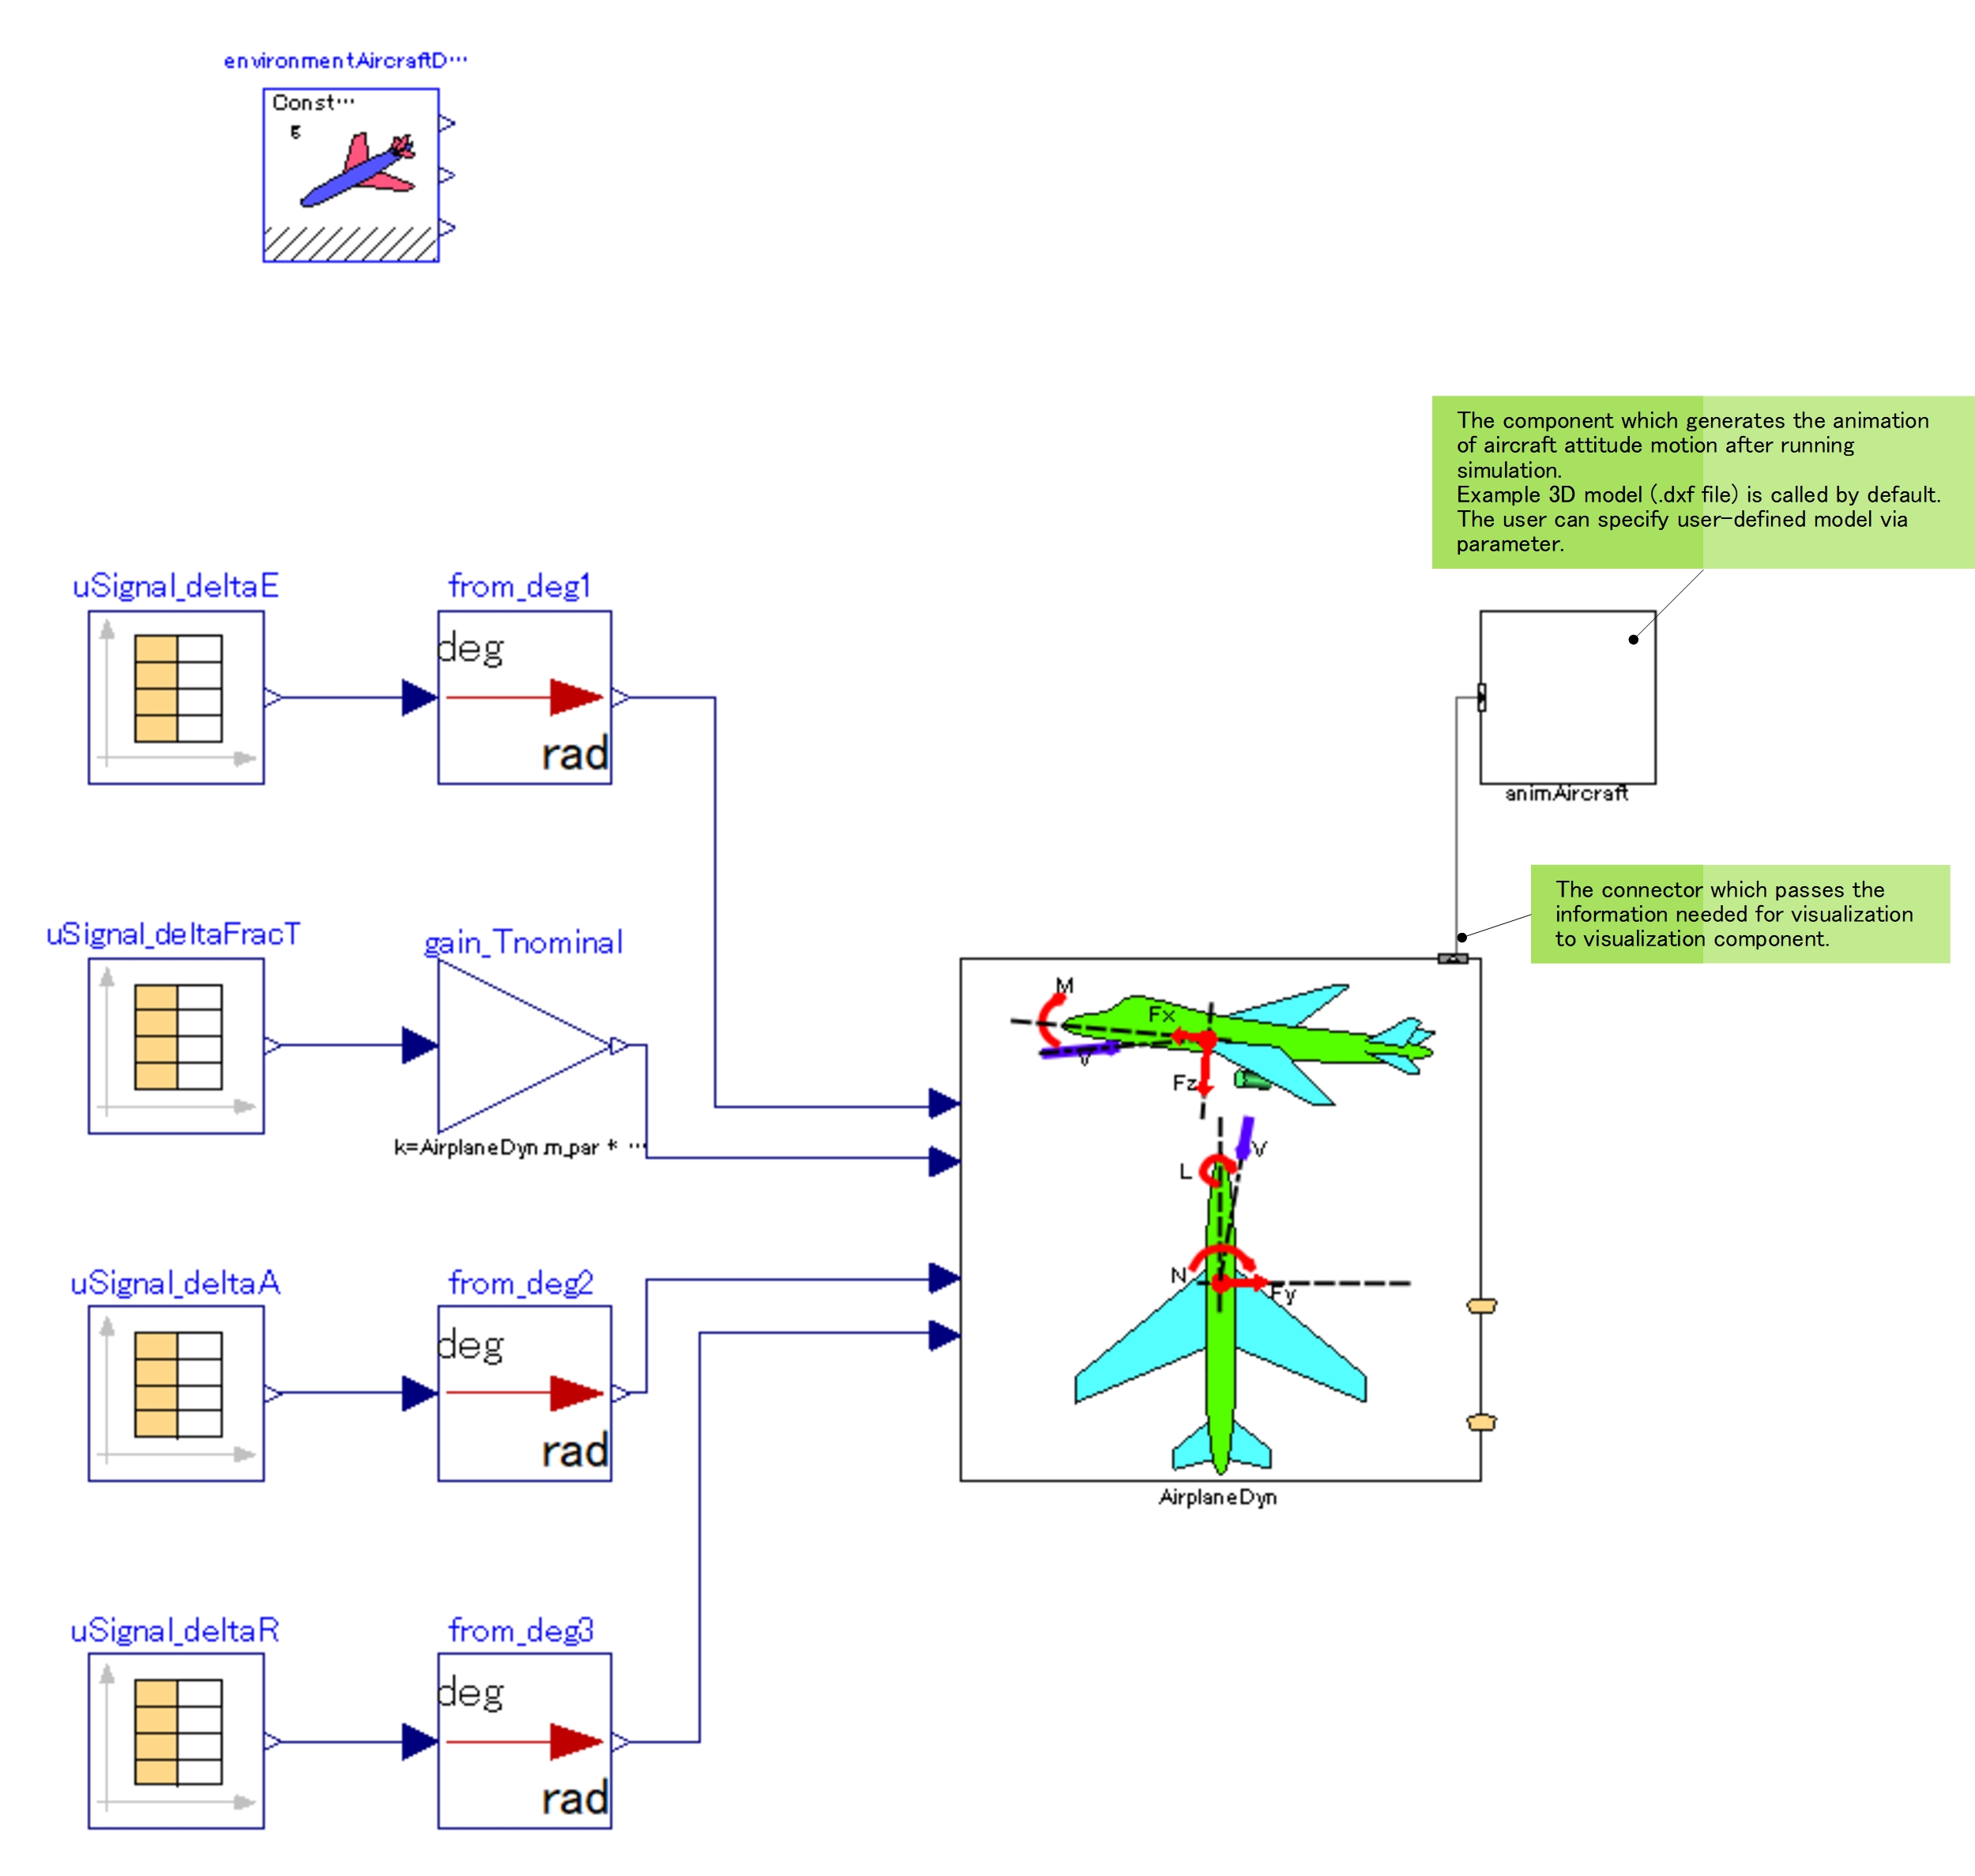 environmentAircraftD…
Const…
g
The component which generates the animation
of aircraft attitude motion after running
simulation.
Example 3D model (.dxf file) is called by default.
The user can specify user-defined model via
parameter.
uSignal_deltaE
from_deg1
deg
rad
animAircraft
The connector which passes the
information needed for visualization
to visualization component.
uSignal_deltaFracT
gain_Tnominal
k=AirplaneDyn.m_par * …
M
Fx
V
Fz
V
L
N
Fy
AirplaneDyn
uSignal_deltaA
from_deg2
deg
rad
uSignal_deltaR
from_deg3
deg
rad